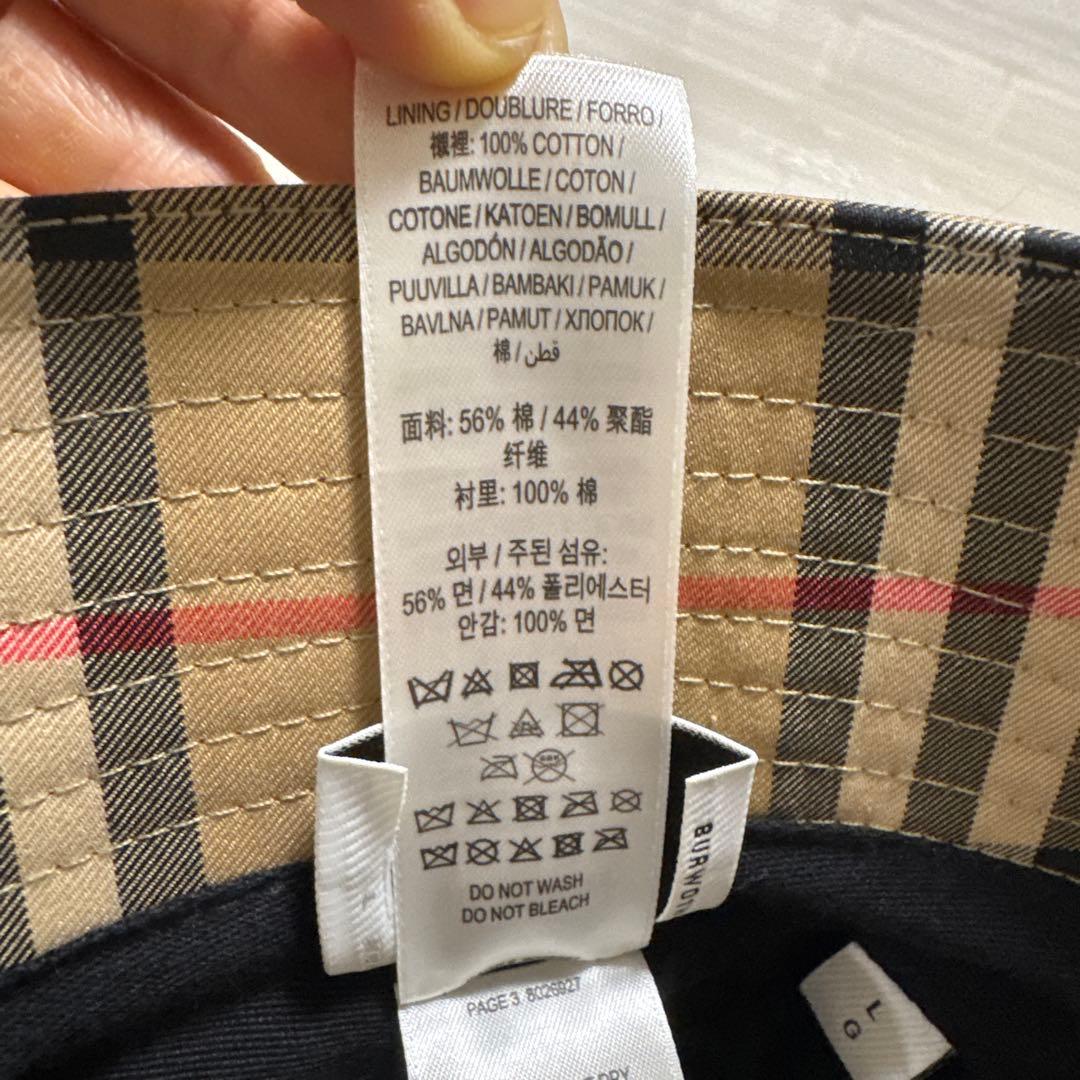 LINING / DOUBLURE / FORRO /
襯裡: 100% COTTON /
BAUMWOLLE / COTON /
COTONE / KATOEN / BOMULL /
ALGODÓN / ALGODÃO /
PUUVILLA / BAMBAKI / PAMUK /
BAVLNA / PAMUT / ХЛОПОК /
棉 / قطن
面料: 56% 棉 / 44% 聚酯
纤维
衬里: 100% 棉
외부 / 주된 섬유:
56% 면 / 44% 폴리에스터
안감: 100% 면
DO NOT WASH
DO NOT BLEACH
PAGE 3 8026927
DRY
L
G